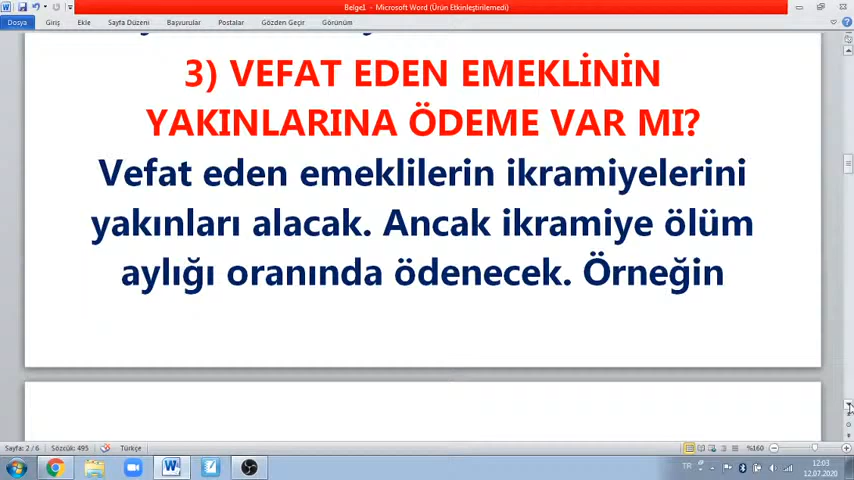 Belge1 - Microsoft Word (Ürün Etkinleştirilemedi)
Dosya Giriş Ekle Sayfa Düzeni Başvurular Postalar Gözden Geçir Görünüm
3) VEFAT EDEN EMEKLİNİN
YAKINLARINA ÖDEME VAR MI?
Vefat eden emeklilerin ikramiyelerini
yakınları alacak. Ancak ikramiye ölüm
aylığı oranında ödenecek. Örneğin
Sayfa: 2 / 6 Sözcük: 495 Türkçe %160
TR 12:03
12.07.2020